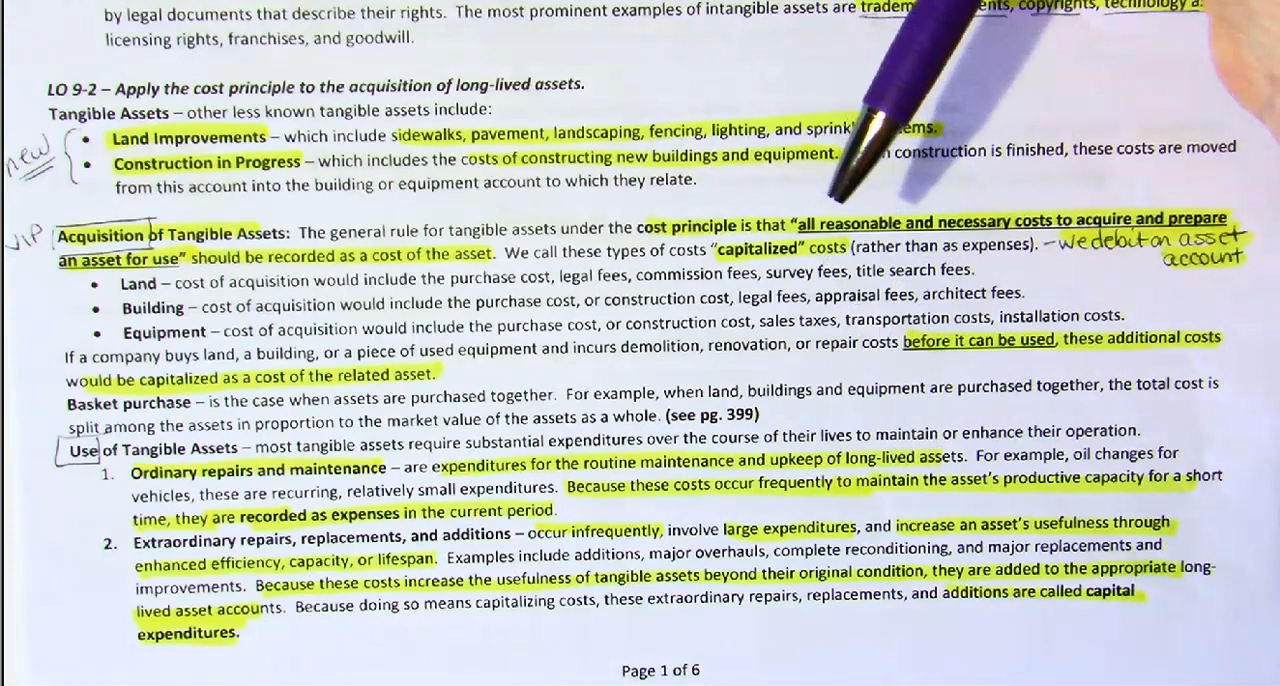 by legal documents that describe their rights. The most prominent examples of intangible assets are copyrights, technology
licensing rights, franchises, and goodwill.
LO 9-2 – Apply the cost principle to the acquisition of long-lived assets.
Tangible Assets – other less known tangible assets include:
new
• Land Improvements – which include sidewalks, pavement, landscaping, fencing, lighting, and
• Construction in Progress – which includes the costs of constructing new buildings and equipment. construction is finished, these costs are moved
from this account into the building or equipment account to which they relate.
VIP
Acquisition of Tangible Assets: The general rule for tangible assets under the cost principle is that "all reasonable and necessary costs to acquire and prepare
an asset for use" should be recorded as a cost of the asset. We call these types of costs "capitalized" costs (rather than as expenses). – we debit an asset
account
• Land – cost of acquisition would include the purchase cost, legal fees, commission fees, survey fees, title search fees.
• Building – cost of acquisition would include the purchase cost, or construction cost, legal fees, appraisal fees, architect fees.
• Equipment – cost of acquisition would include the purchase cost, or construction cost, sales taxes, transportation costs, installation costs.
If a company buys land, a building, or a piece of used equipment and incurs demolition, renovation, or repair costs before it can be used, these additional costs
would be capitalized as a cost of the related asset.
Basket purchase – is the case when assets are purchased together. For example, when land, buildings and equipment are purchased together, the total cost is
split among the assets in proportion to the market value of the assets as a whole. (see pg. 399)
Use of Tangible Assets – most tangible assets require substantial expenditures over the course of their lives to maintain or enhance their operation.
1. Ordinary repairs and maintenance – are expenditures for the routine maintenance and upkeep of long-lived assets. For example, oil changes for
vehicles, these are recurring, relatively small expenditures. Because these costs occur frequently to maintain the asset's productive capacity for a short
time, they are recorded as expenses in the current period.
2. Extraordinary repairs, replacements, and additions – occur infrequently, involve large expenditures, and increase an asset's usefulness through
enhanced efficiency, capacity, or lifespan. Examples include additions, major overhauls, complete reconditioning, and major replacements and
improvements. Because these costs increase the usefulness of tangible assets beyond their original condition, they are added to the appropriate long-
lived asset accounts. Because doing so means capitalizing costs, these extraordinary repairs, replacements, and additions are called capital
expenditures.
Page 1 of 6